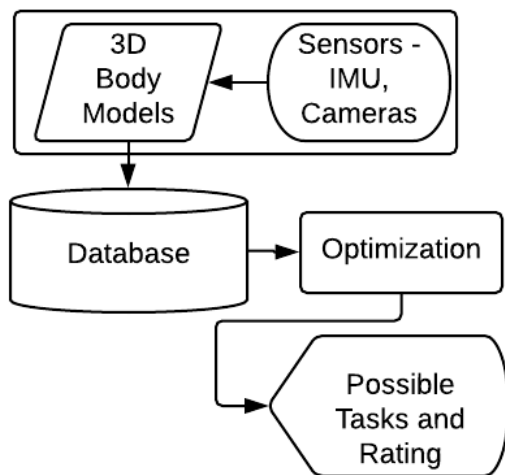 3D
Body
Models
Sensors -
IMU,
Cameras
Database
Optimization
Possible
Tasks and
Rating